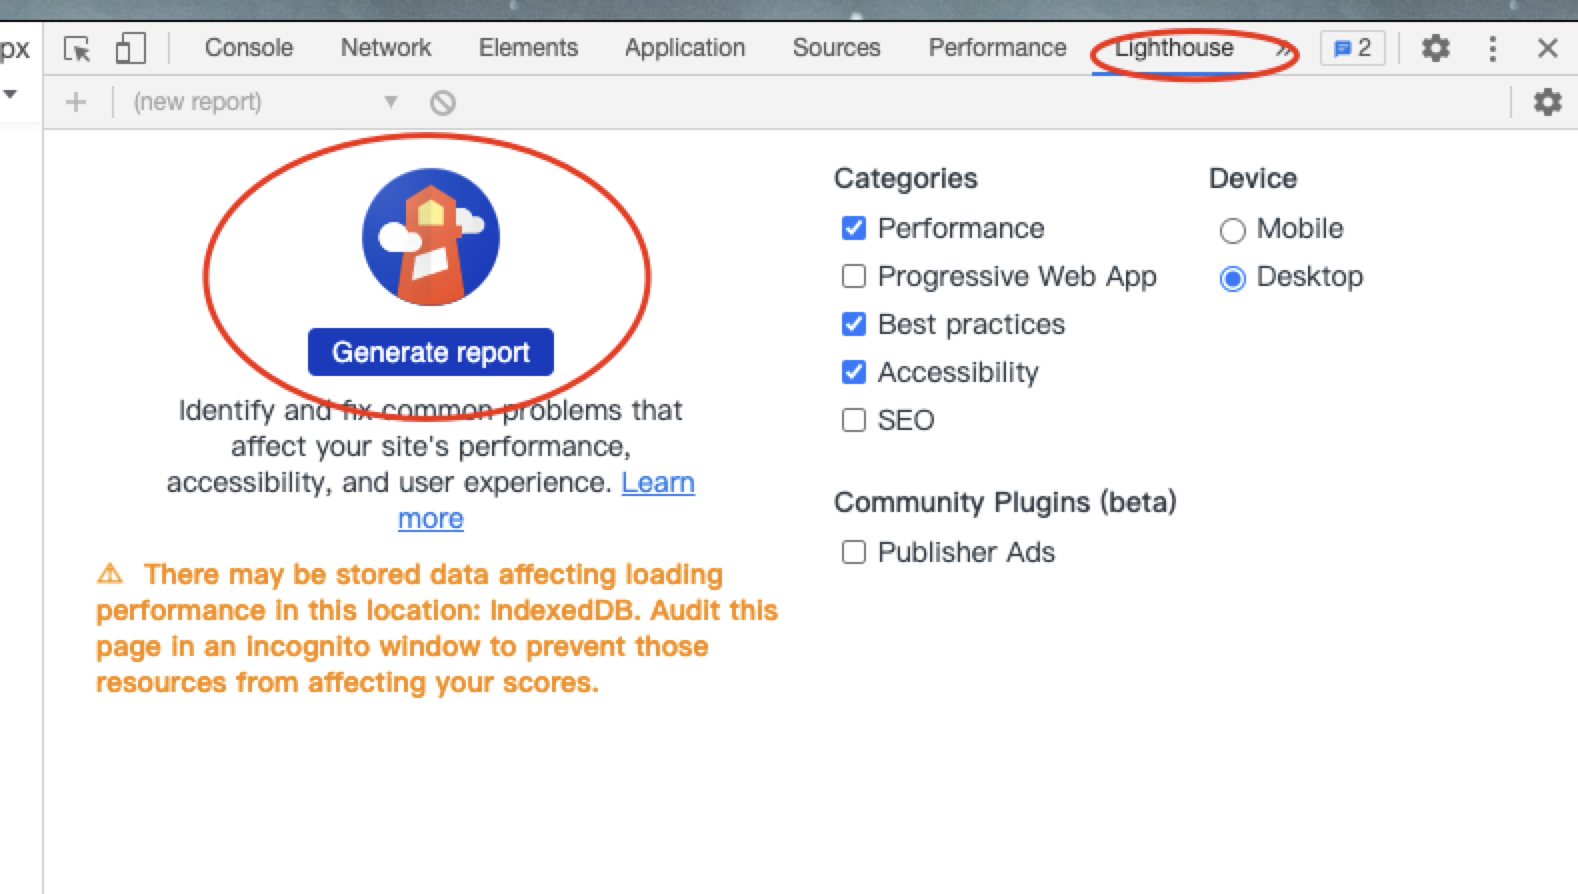 px
Console Network Elements Application Sources Performance Lighthouse » 2
(new report)
Generate report
Identify and fix common problems that
affect your site's performance,
accessibility, and user experience. Learn
more
There may be stored data affecting loading
performance in this location: IndexedDB. Audit this
page in an incognito window to prevent those
resources from affecting your scores.
Categories
Performance
Progressive Web App
Best practices
Accessibility
SEO
Community Plugins (beta)
Publisher Ads
Device
Mobile
Desktop